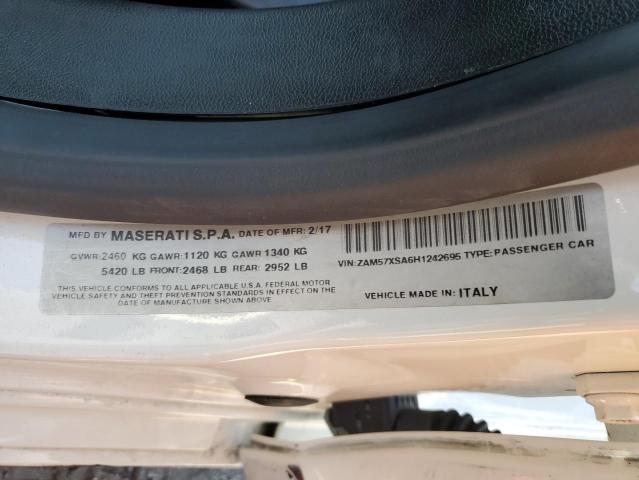 MFD BY MASERATI S.P.A. DATE OF MFR: 2/17
GVWR:2460 KG GAWR:1120 KG GAWR 1340 KG
5420 LB FRONT:2468 LB REAR: 2952 LB
THIS VEHICLE CONFORMS TO ALL APPLICABLE U.S.A. FEDERAL MOTOR
VEHICLE SAFETY AND THEFT PREVENTION STANDARDS IN EFFECT ON THE
DATE OF MANUFACTURE SHOWN ABOVE
VIN:ZAM57XSA6H1242695 TYPE:PASSENGER CAR
VEHICLE MADE IN: ITALY